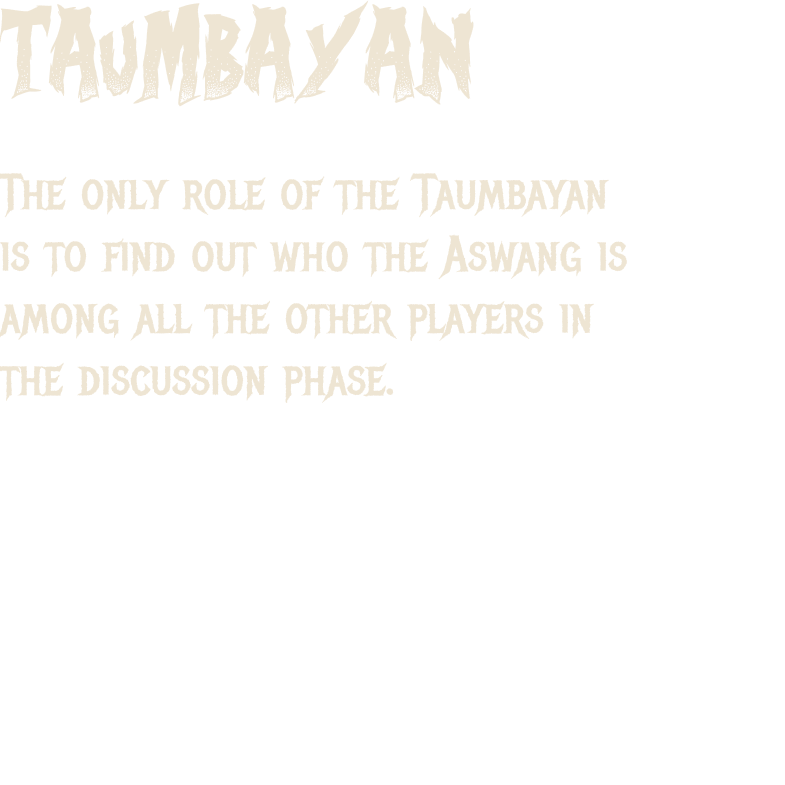 TAUMBAYAN
The only role of the Taumbayan
is to find out who the Aswang is
among all the other players in
the discussion phase.